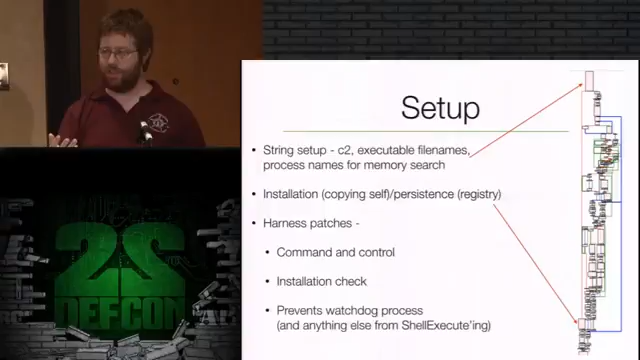 Setup
• String setup - c2, executable filenames,
process names for memory search
• Installation (copying self)/persistence (registry)
• Harness patches -
• Command and control
• Installation check
• Prevents watchdog process
(and anything else from ShellExecute'ing)
22
DEFCON